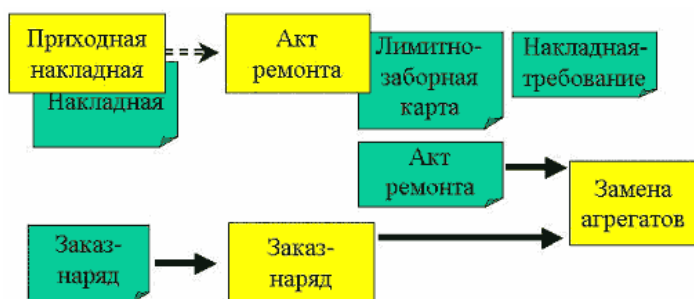 Приходная
накладная
Накладная
Акт
ремонта
Лимитно-
заборная
карта
Накладная-
требование
Акт
ремонта
Замена
агрегатов
Заказ-
наряд
Заказ-
наряд